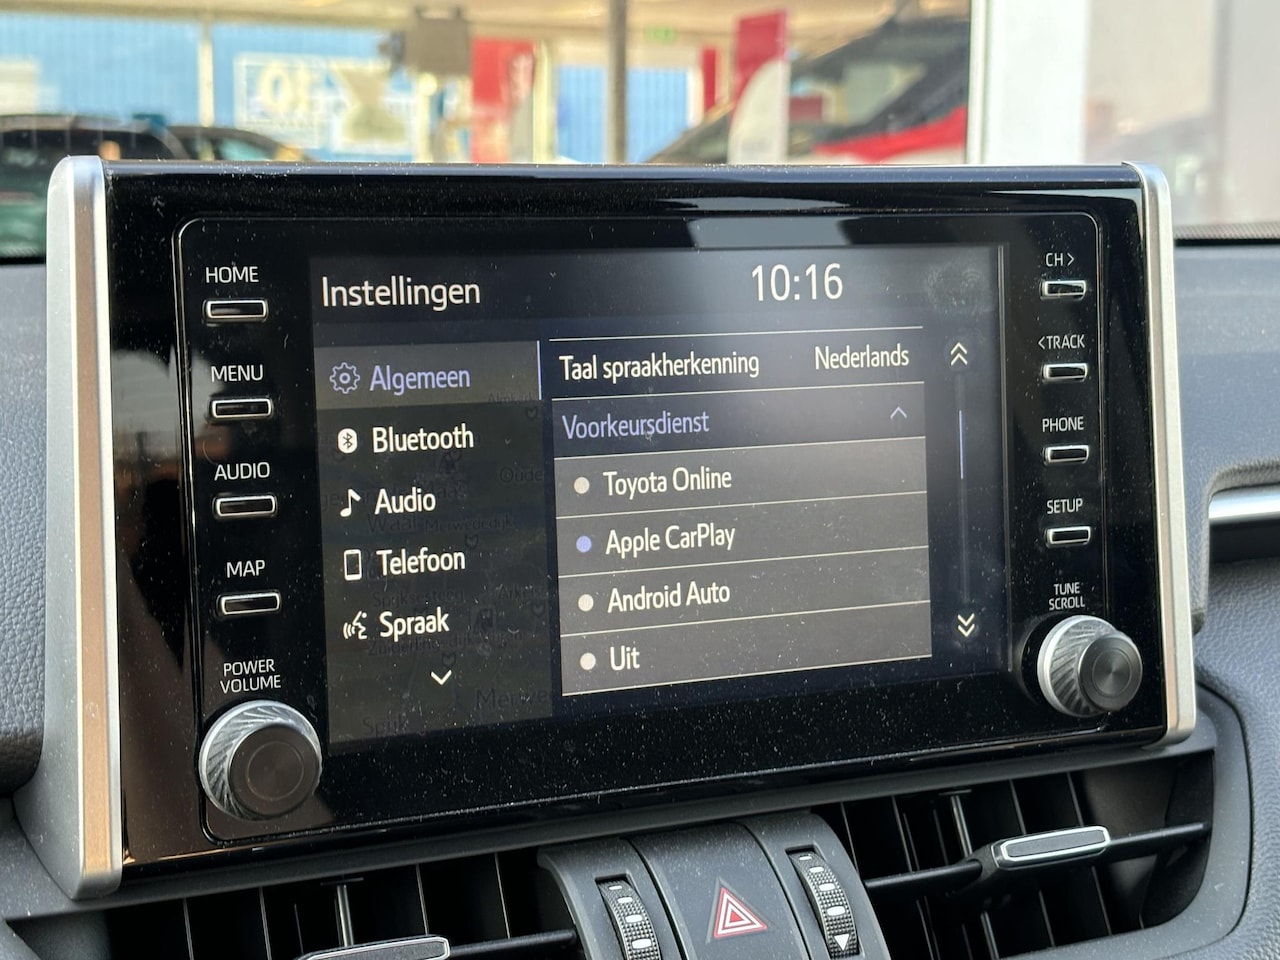 HOME
MENU
AUDIO
MAP
POWER
VOLUME
Instellingen
10:16
Algemeen
Bluetooth
Audio
Telefoon
Spraak
Taal spraakherkenning Nederlands
Voorkeursdienst
Toyota Online
Apple CarPlay
Android Auto
Uit
CH >
< TRACK
PHONE
SETUP
TUNE
SCROLL